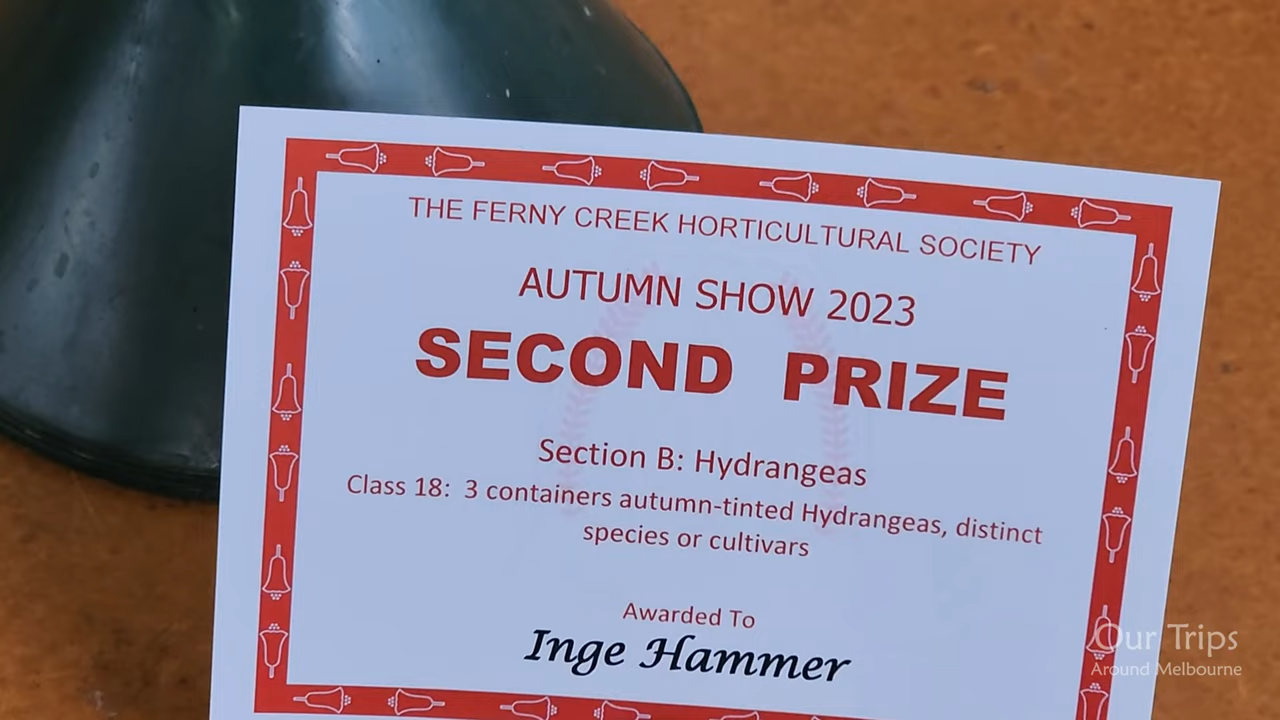 THE FERNY CREEK HORTICULTURAL SOCIETY
AUTUMN SHOW 2023
SECOND PRIZE
Section B: Hydrangeas
Class 18: 3 containers autumn-tinted Hydrangeas, distinct
species or cultivars
Awarded To
Inge Hammer
Our Trips
Around Melbourne